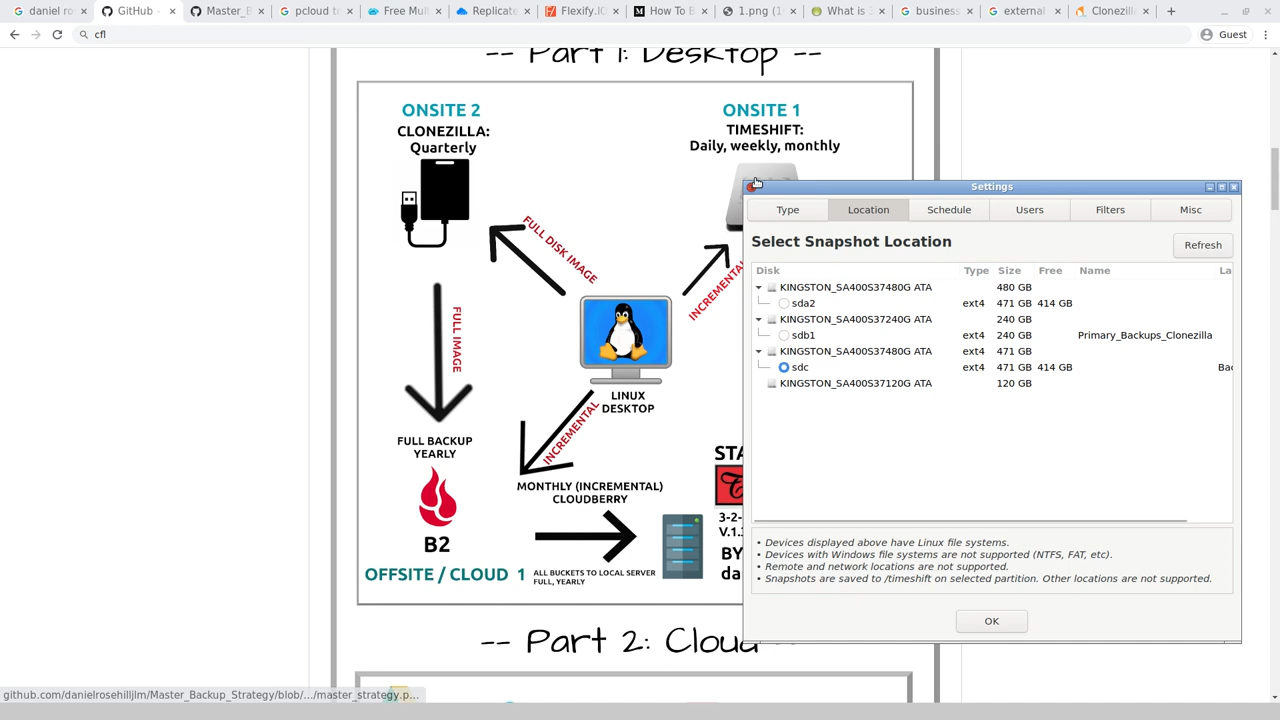 daniel ro
GitHub -
Master_B
pcloud to
Free Mult
Replicate
Flexify.IO
How To B
1.png (1
What is 3
business
external
Clonezill
cfl
Guest
-- Part 1: Desktop --
ONSITE 2
CLONEZILLA:
Quarterly
ONSITE 1
TIMESHIFT:
Daily, weekly, monthly
FULL DISK IMAGE
INCREMENTAL
FULL IMAGE
LINUX
DESKTOP
INCREMENTAL
FULL BACKUP
YEARLY
MONTHLY (INCREMENTAL)
CLOUDBERRY
B2
OFFSITE / CLOUD 1
ALL BUCKETS TO LOCAL SERVER
FULL, YEARLY
STA
3-2-
V.1.
BY
da
-- Part 2: Cloud --
Settings
Type Location Schedule Users Filters Misc
Select Snapshot Location
Refresh
Disk Type Size Free Name La
KINGSTON_SA400S37480G ATA 480 GB
sda2 ext4 471 GB 414 GB
KINGSTON_SA400S37240G ATA 240 GB
sdb1 ext4 240 GB Primary_Backups_Clonezilla
KINGSTON_SA400S37480G ATA ext4 471 GB
sdc ext4 471 GB 414 GB Bac
KINGSTON_SA400S37120G ATA 120 GB
• Devices displayed above have Linux file systems.
• Devices with Windows file systems are not supported (NTFS, FAT, etc).
• Remote and network locations are not supported.
• Snapshots are saved to /timeshift on selected partition. Other locations are not supported.
OK
github.com/danielrosehilljlm/Master_Backup_Strategy/blob/.../master_strategy.p...